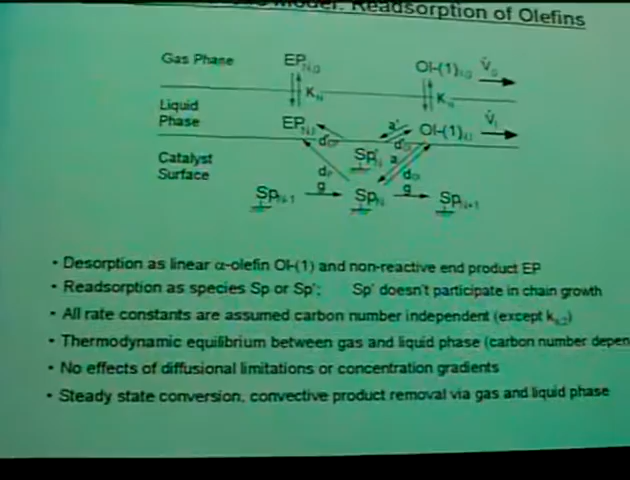 Model: Readsorption of Olefins
Gas Phase
EP N,G
Ol-(1) N,G
V̇ G
K N
K N
Liquid
Phase
EP N,l
Ol-(1) N,l
V̇ l
a'
Catalyst
Surface
Sp' N
a
d
g
g
Sp N-1
Sp N
Sp N+1
• Desorption as linear α-olefin Ol-(1) and non-reactive end product EP
• Readsorption as species Sp or Sp'; Sp' doesn't participate in chain growth
• All rate constants are assumed carbon number independent (except k
• Thermodynamic equilibrium between gas and liquid phase (carbon number depen
• No effects of diffusional limitations or concentration gradients
• Steady state conversion, convective product removal via gas and liquid phase